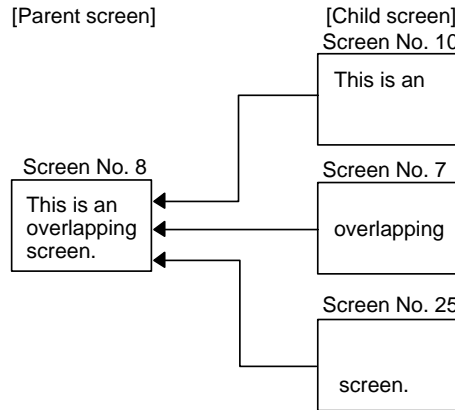 [Parent screen]
[Child screen]
Screen No. 10
This is an
Screen No. 8
This is an
overlapping
screen.
Screen No. 7
overlapping
Screen No. 25
screen.